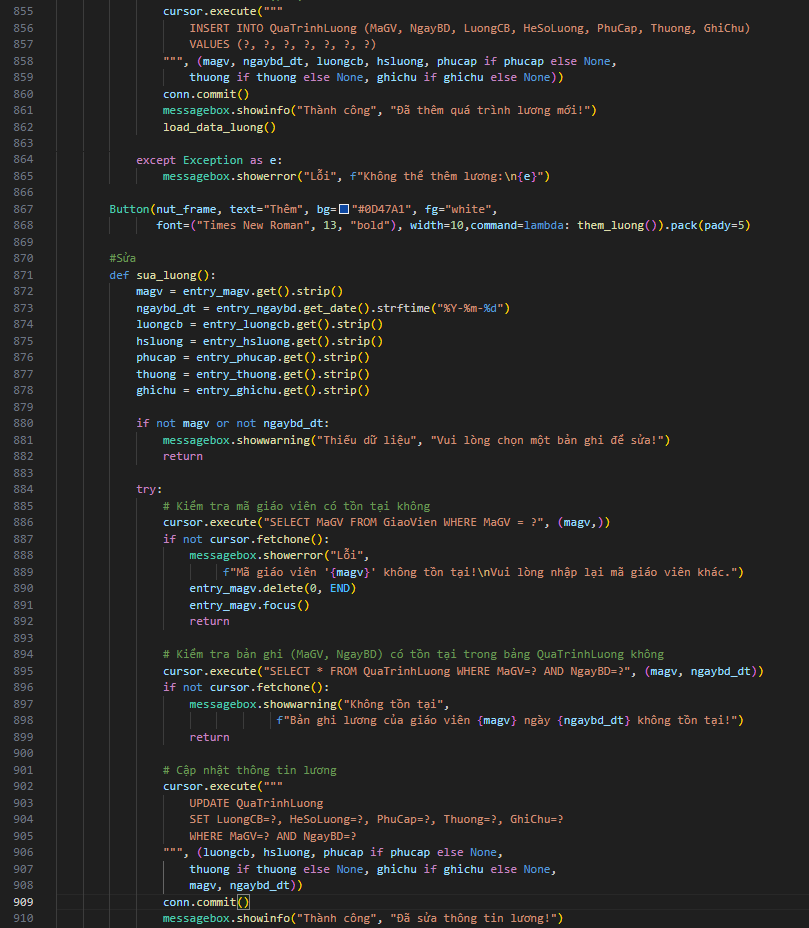 855 cursor.execute("""
856 INSERT INTO QuaTrinhLuong (MaGV, NgayBD, LuongCB, HeSoLuong, PhuCap, Thuong, GhiChu)
857 VALUES (?, ?, ?, ?, ?, ?, ?)
858 """, (magv, ngaybd_dt, luongcb, hsluong, phucap if phucap else None,
859 thuong if thuong else None, ghichu if ghichu else None))
860 conn.commit()
861 messagebox.showinfo("Thành công", "Đã thêm quá trình lương mới!")
862 load_data_luong()
863
864 except Exception as e:
865 messagebox.showerror("Lỗi", f"Không thể thêm lương:\n{e}")
866
867 Button(nut_frame, text="Thêm", bg="#0D47A1", fg="white",
868 font=("Times New Roman", 13, "bold"), width=10,command=lambda: them_luong()).pack(pady=5)
869
870 #Sửa
871 def sua_luong():
872 magv = entry_magv.get().strip()
873 ngaybd_dt = entry_ngaybd.get_date().strftime("%Y-%m-%d")
874 luongcb = entry_luongcb.get().strip()
875 hsluong = entry_hsluong.get().strip()
876 phucap = entry_phucap.get().strip()
877 thuong = entry_thuong.get().strip()
878 ghichu = entry_ghichu.get().strip()
879
880 if not magv or not ngaybd_dt:
881 messagebox.showwarning("Thiếu dữ liệu", "Vui lòng chọn một bản ghi để sửa!")
882 return
883
884 try:
885 # Kiểm tra mã giáo viên có tồn tại không
886 cursor.execute("SELECT MaGV FROM GiaoVien WHERE MaGV = ?", (magv,))
887 if not cursor.fetchone():
888 messagebox.showerror("Lỗi",
889 f"Mã giáo viên '{magv}' không tồn tại!\nVui lòng nhập lại mã giáo viên khác.")
890 entry_magv.delete(0, END)
891 entry_magv.focus()
892 return
893
894 # Kiểm tra bản ghi (MaGV, NgayBD) có tồn tại trong bảng QuaTrinhLuong không
895 cursor.execute("SELECT * FROM QuaTrinhLuong WHERE MaGV=? AND NgayBD=?", (magv, ngaybd_dt))
896 if not cursor.fetchone():
897 messagebox.showwarning("Không tồn tại",
898 f"Bản ghi lương của giáo viên {magv} ngày {ngaybd_dt} không tồn tại!")
899 return
900
901 # Cập nhật thông tin lương
902 cursor.execute("""
903 UPDATE QuaTrinhLuong
904 SET LuongCB=?, HeSoLuong=?, PhuCap=?, Thuong=?, GhiChu=?
905 WHERE MaGV=? AND NgayBD=?
906 """, (luongcb, hsluong, phucap if phucap else None,
907 thuong if thuong else None, ghichu if ghichu else None,
908 magv, ngaybd_dt))
909 conn.commit()
910 messagebox.showinfo("Thành công", "Đã sửa thông tin lương!")